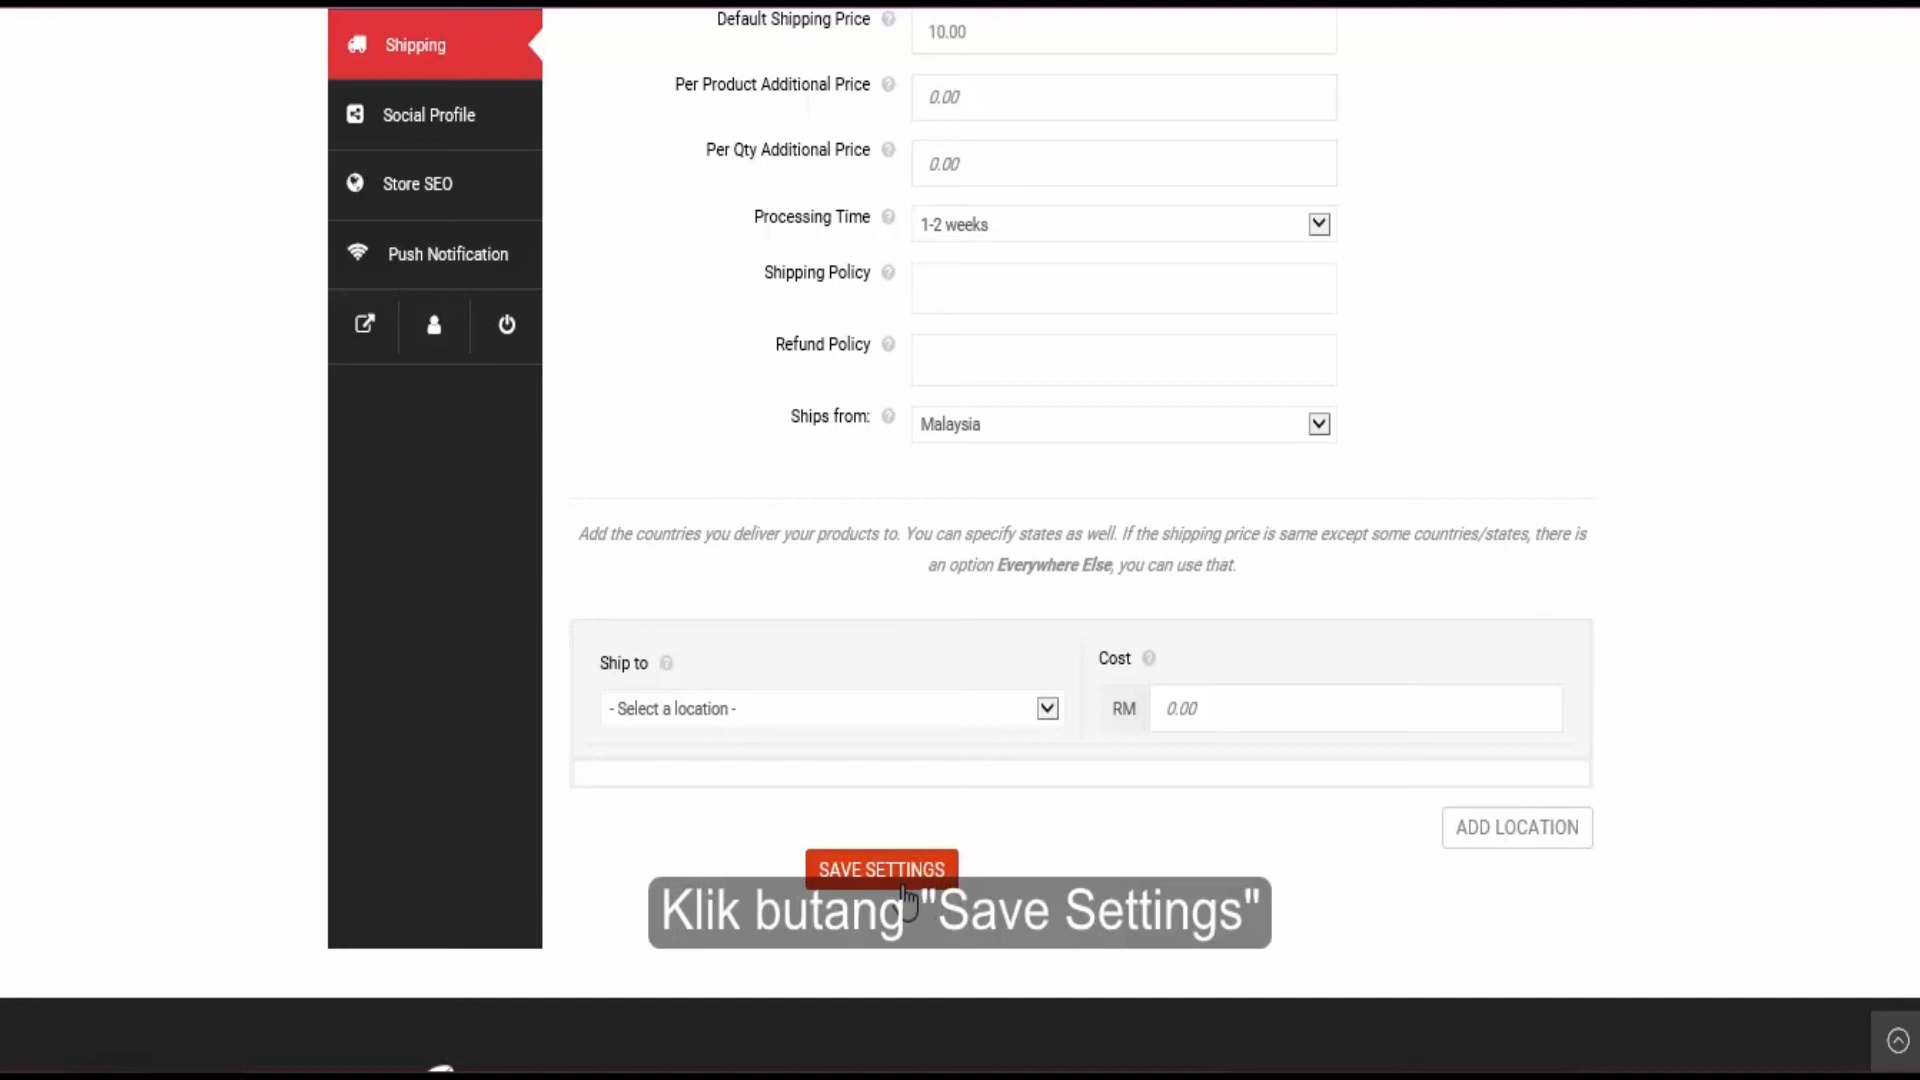 Shipping
Social Profile
Store SEO
Push Notification
Default Shipping Price
10.00
Per Product Additional Price
0.00
Per Qty Additional Price
0.00
Processing Time
1-2 weeks
Shipping Policy
Refund Policy
Ships from:
Malaysia
Add the countries you deliver your products to. You can specify states as well. If the shipping price is same except some countries/states, there is
an option Everywhere Else, you can use that.
Ship to
- Select a location -
Cost
RM
0.00
ADD LOCATION
SAVE SETTINGS
Klik butang "Save Settings"